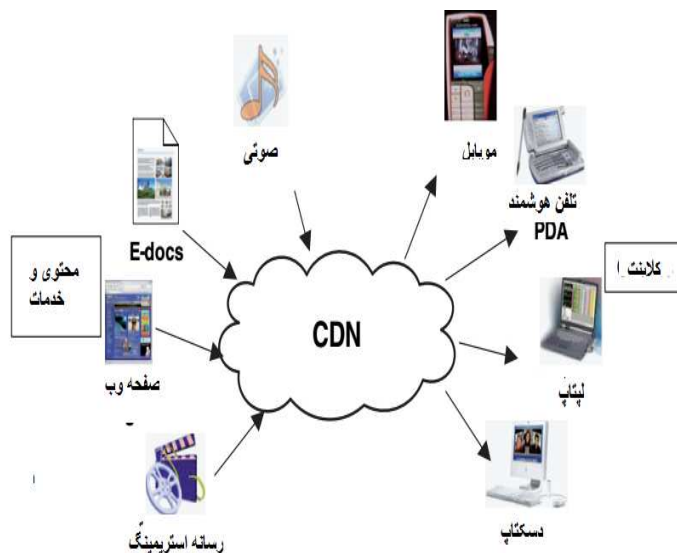 صوتی
موبایل
تلفن هوشمند
PDA
E-docs
محتوی و
خدمات
کلاینت
CDN
صفحه وب
لپتاپ
رسانه استریمینگ
دسکتاپ